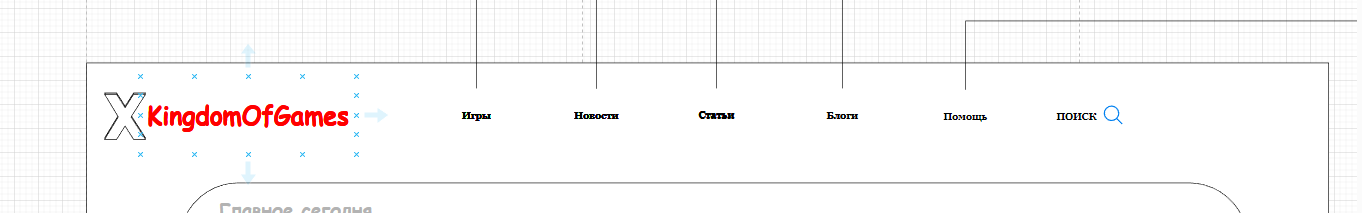 X KingdomOfGames Игры Новости Статьи Блоги Помощь ПОИСК
Главное сегодня